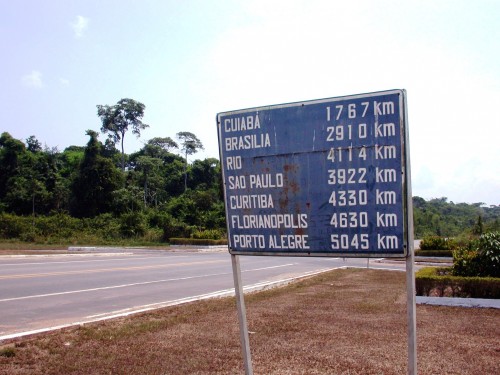 CUIABÁ 1767 KM
BRASILIA 2910 KM
RIO 4114 KM
SAO PAULO 3922 KM
CURITIBA 4330 KM
FLORIANOPOLIS 4630 KM
PORTO ALEGRE 5045 KM